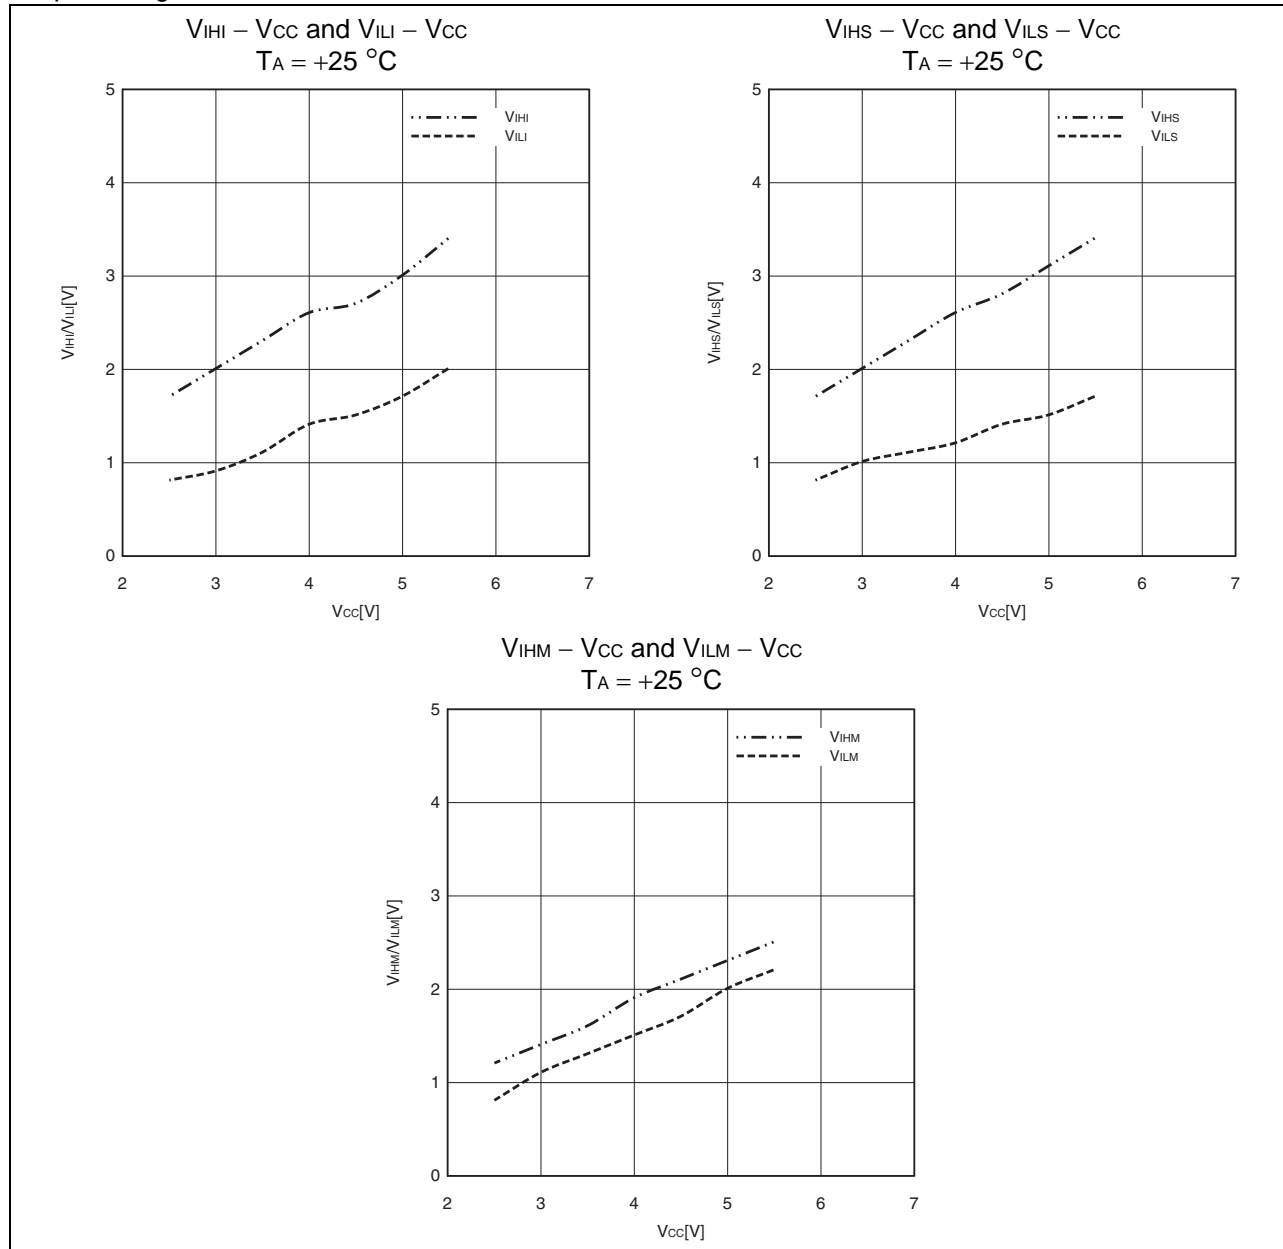 VIHI − VCC and VILI − VCC
TA = +25 °C
5
4
3
2
1
0
2 3 4 5 6 7
VIHI/VILI[V]
VCC[V]
VIHI
VILI
VIHS − VCC and VILS − VCC
TA = +25 °C
5
4
3
2
1
0
2 3 4 5 6 7
VIHS/VILS[V]
VCC[V]
VIHS
VILS
VIHM − VCC and VILM − VCC
TA = +25 °C
5
4
3
2
1
0
2 3 4 5 6 7
VIHM/VILM[V]
VCC[V]
VIHM
VILM